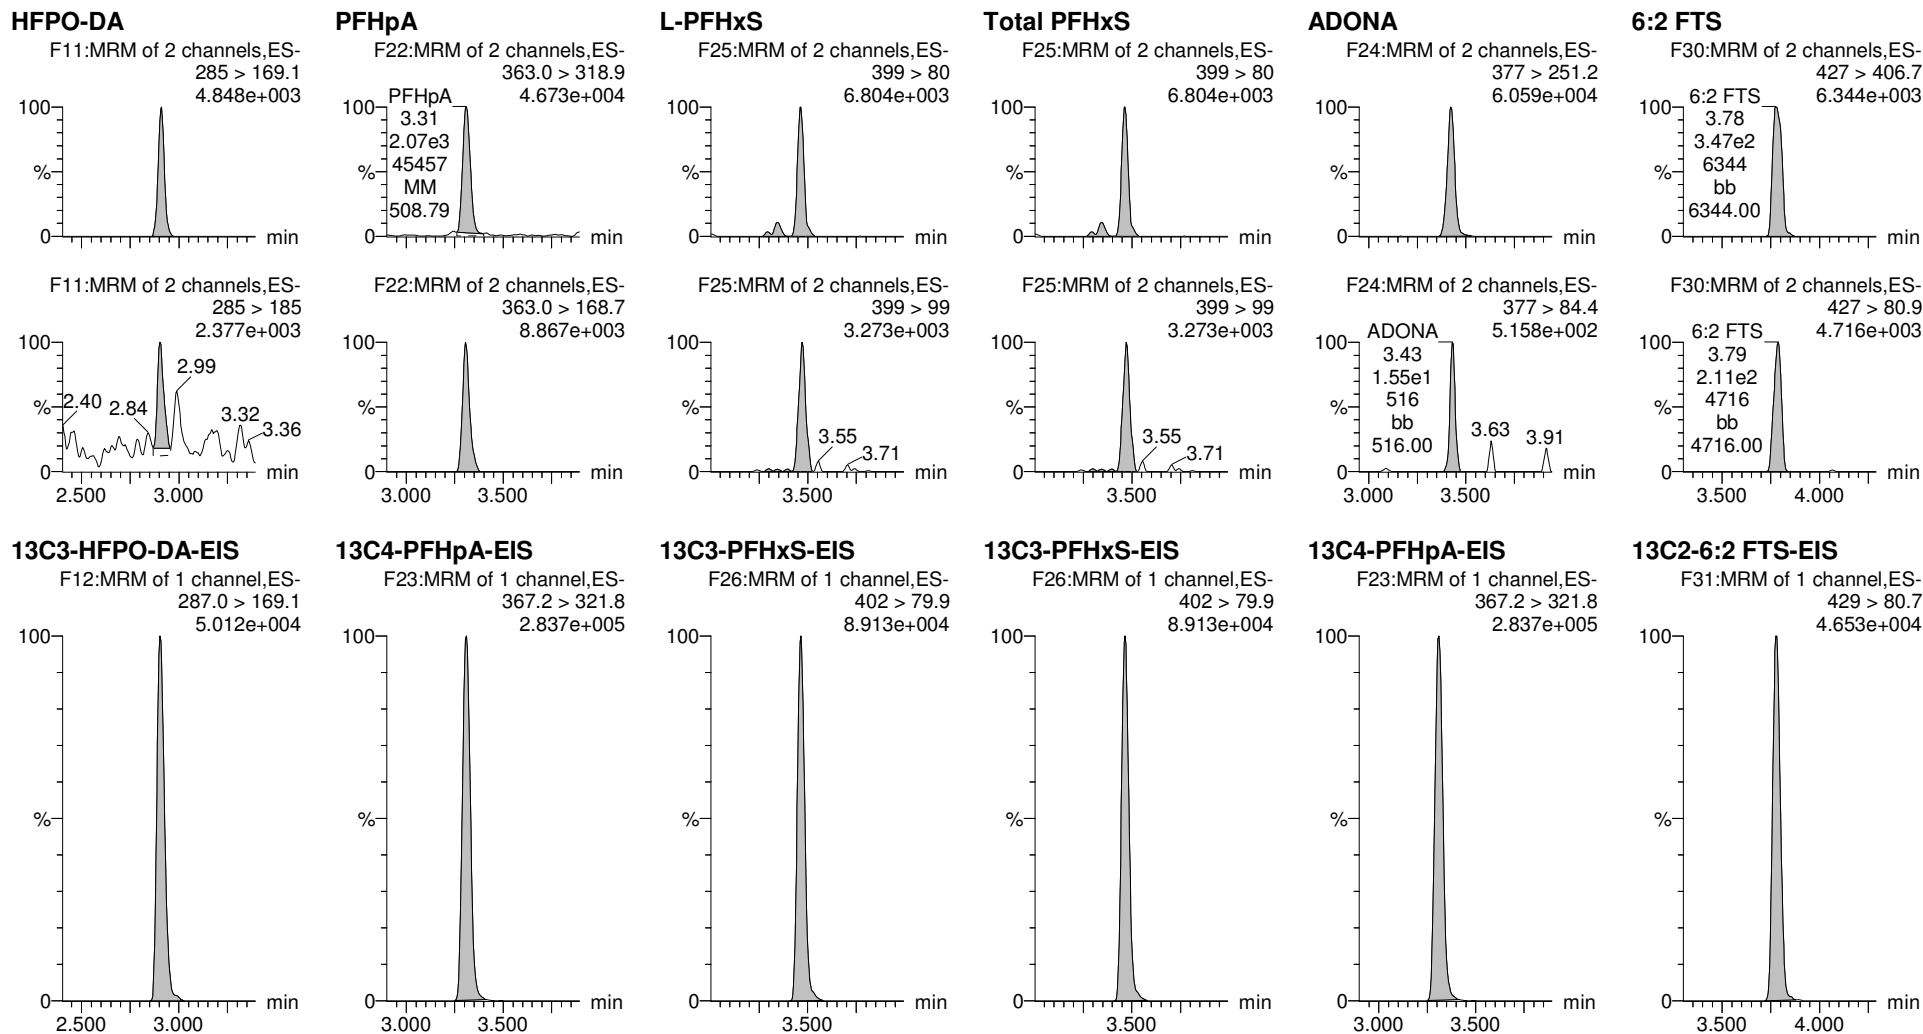 HFPO-DA
F11:MRM of 2 channels,ES-
285 > 169.1
4.848e+003
100
%
0
min
F11:MRM of 2 channels,ES-
285 > 185
2.377e+003
100
2.99
2.40
2.84
%
3.32
3.36
0
min
2.500 3.000
PFHpA
F22:MRM of 2 channels,ES-
363.0 > 318.9
4.673e+004
PFHpA
100
3.31
2.07e3
45457
%
MM
508.79
0
min
F22:MRM of 2 channels,ES-
363.0 > 168.7
8.867e+003
100
%
0
min
3.000 3.500
L-PFHxS
F25:MRM of 2 channels,ES-
399 > 80
6.804e+003
100
%
0
min
F25:MRM of 2 channels,ES-
399 > 99
3.273e+003
100
%
3.55
3.71
0
min
3.500
Total PFHxS
F25:MRM of 2 channels,ES-
399 > 80
6.804e+003
100
%
0
min
F25:MRM of 2 channels,ES-
399 > 99
3.273e+003
100
%
3.55
3.71
0
min
3.500
ADONA
F24:MRM of 2 channels,ES-
377 > 251.2
6.059e+004
100
%
0
min
F24:MRM of 2 channels,ES-
377 > 84.4
5.158e+002
ADONA
100
3.43
1.55e1
516
%
bb
516.00
3.63
3.91
0
min
3.000 3.500
6:2 FTS
F30:MRM of 2 channels,ES-
427 > 406.7
6.344e+003
6:2 FTS
100
3.78
3.47e2
6344
%
bb
6344.00
0
min
F30:MRM of 2 channels,ES-
427 > 80.9
4.716e+003
6:2 FTS
100
3.79
2.11e2
4716
%
bb
4716.00
0
min
3.500 4.000
13C3-HFPO-DA-EIS
F12:MRM of 1 channel,ES-
287.0 > 169.1
5.012e+004
100
%
0
min
2.500 3.000
13C4-PFHpA-EIS
F23:MRM of 1 channel,ES-
367.2 > 321.8
2.837e+005
100
%
0
min
3.000 3.500
13C3-PFHxS-EIS
F26:MRM of 1 channel,ES-
402 > 79.9
8.913e+004
100
%
0
min
3.500
13C3-PFHxS-EIS
F26:MRM of 1 channel,ES-
402 > 79.9
8.913e+004
100
%
0
min
3.500
13C4-PFHpA-EIS
F23:MRM of 1 channel,ES-
367.2 > 321.8
2.837e+005
100
%
0
min
3.000 3.500
13C2-6:2 FTS-EIS
F31:MRM of 1 channel,ES-
429 > 80.7
4.653e+004
100
%
0
min
3.500 4.000